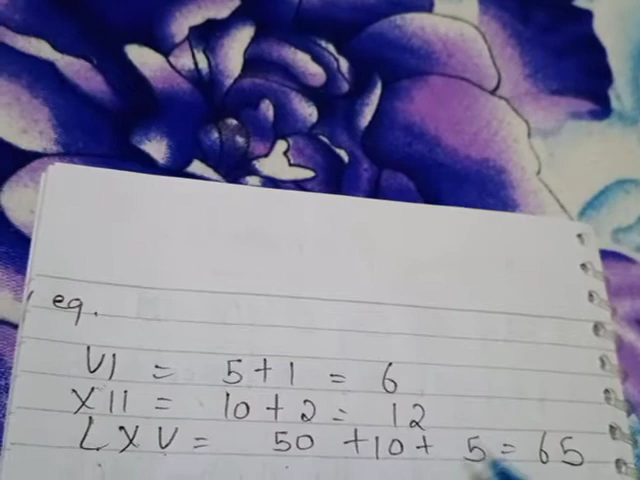 eg.
VI = 5+1 = 6
XII = 10+2= 12
LXV= 50 +10+ 5=65